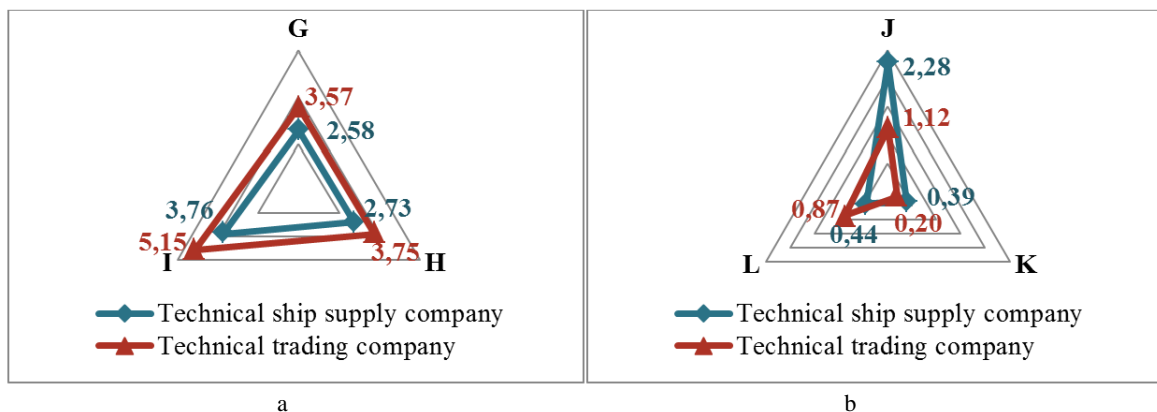 G
3,57
2,58
3,76
2,73
5,15
3,75
I
H
Technical ship supply company
Technical trading company
a
J
2,28
1,12
0,39
0,87
0,20
0,44
L
K
Technical ship supply company
Technical trading company
b